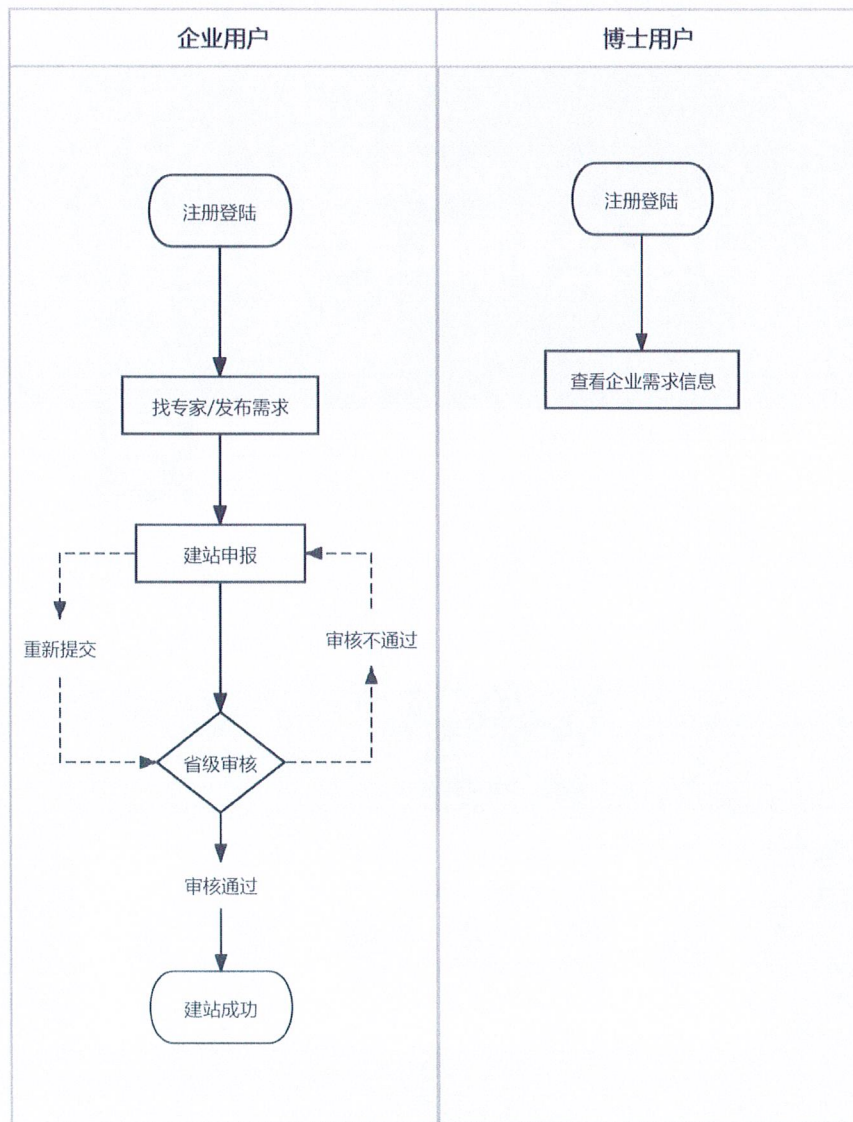 企业用户
博士用户
注册登陆
找专家/发布需求
建站申报
重新提交
审核不通过
省级审核
审核通过
建站成功
注册登陆
查看企业需求信息